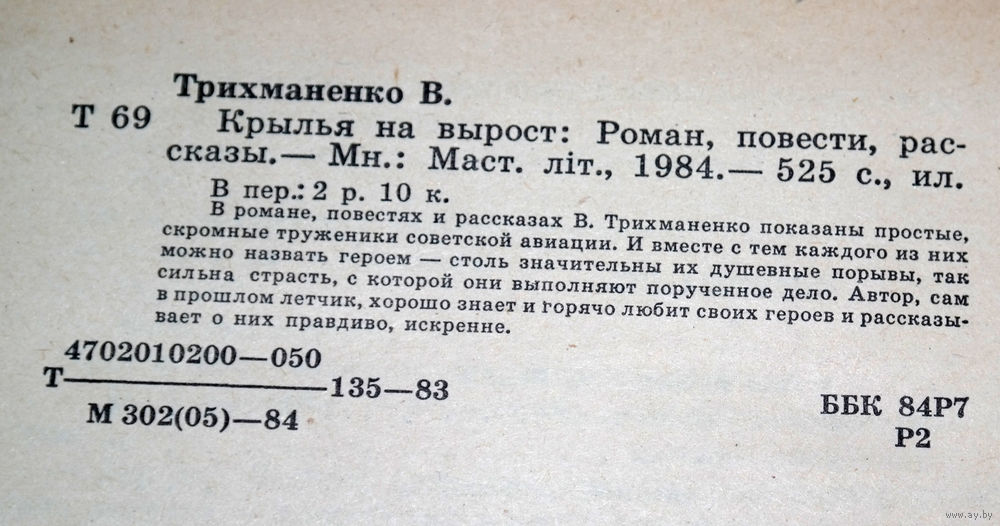 Трихманенко В.
Т 69 Крылья на вырост: Роман, повести, рас-
сказы.— Мн.: Маст. літ., 1984.— 525 с., ил.
В пер.: 2 р. 10 к.
В романе, повестях и рассказах В. Трихманенко показаны простые,
скромные труженики советской авиации. И вместе с тем каждого из них
можно назвать героем — столь значительны их душевные порывы, так
сильна страсть, с которой они выполняют порученное дело. Автор, сам
в прошлом летчик, хорошо знает и горячо любит своих героев и рассказы-
вает о них правдиво, искренне.
4702010200—050
Т 135—83
М 302(05)—84
ББК 84Р7
Р2
www.ay.by